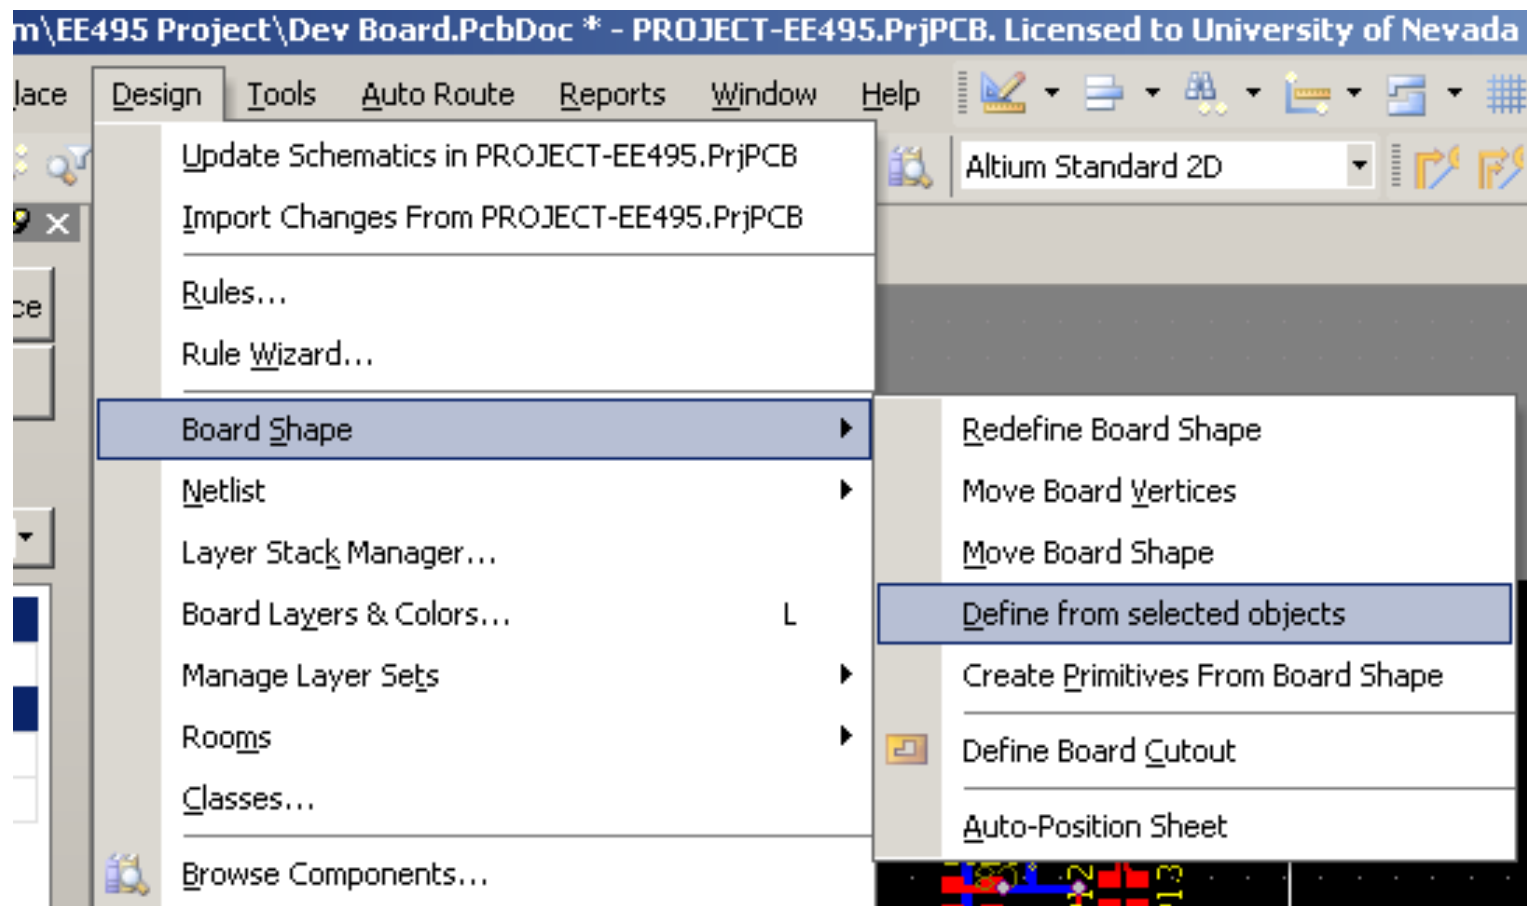 m\EE495 Project\Dev Board.PcbDoc * - PROJECT-EE495.PrjPCB. Licensed to University of Nevada
lace Design Tools Auto Route Reports Window Help
Update Schematics in PROJECT-EE495.PrjPCB
Altium Standard 2D
Import Changes From PROJECT-EE495.PrjPCB
Rules...
ce
Rule Wizard...
Board Shape
Redefine Board Shape
Netlist
Move Board Vertices
Layer Stack Manager...
Move Board Shape
Board Layers & Colors... L
Define from selected objects
Manage Layer Sets
Create Primitives From Board Shape
Rooms
Define Board Cutout
Classes...
Auto-Position Sheet
Browse Components...